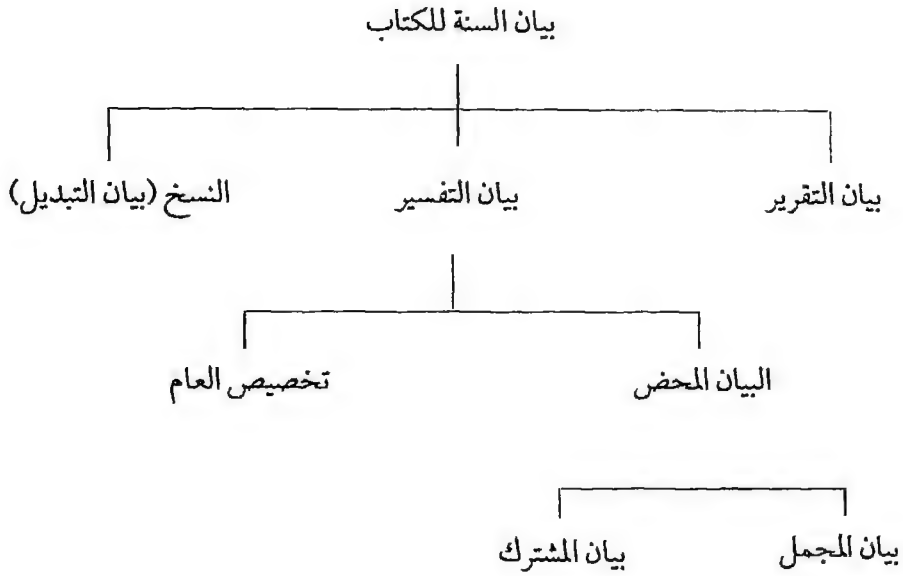 بيان السنة للكتاب
بيان التقرير بيان التفسير النسخ (بيان التبديل)
البيان المحض تخصيص العام
بيان المجمل بيان المشترك